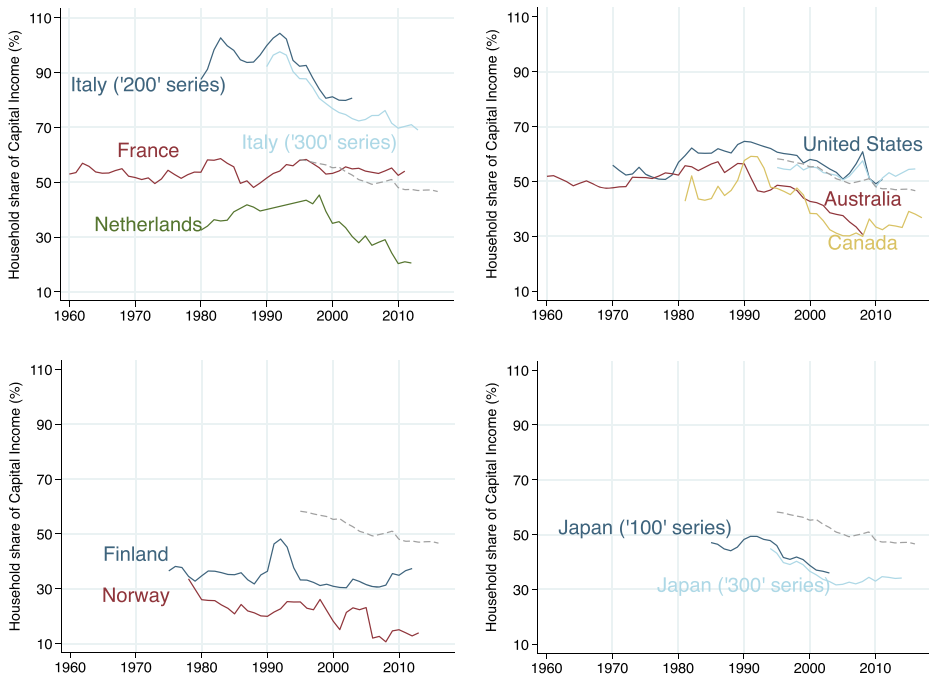 Household share of Capital Income (%)
110
90
70
50
30
10
1960 1970 1980 1990 2000 2010
Italy ('200' series)
Italy ('300' series)
France
Netherlands
Household share of Capital Income (%)
110
90
70
50
30
10
1960 1970 1980 1990 2000 2010
United States
Australia
Canada
Household share of Capital Income (%)
110
90
70
50
30
10
1960 1970 1980 1990 2000 2010
Finland
Norway
Household share of Capital Income (%)
110
90
70
50
30
10
1960 1970 1980 1990 2000 2010
Japan ('100' series)
Japan ('300' series)